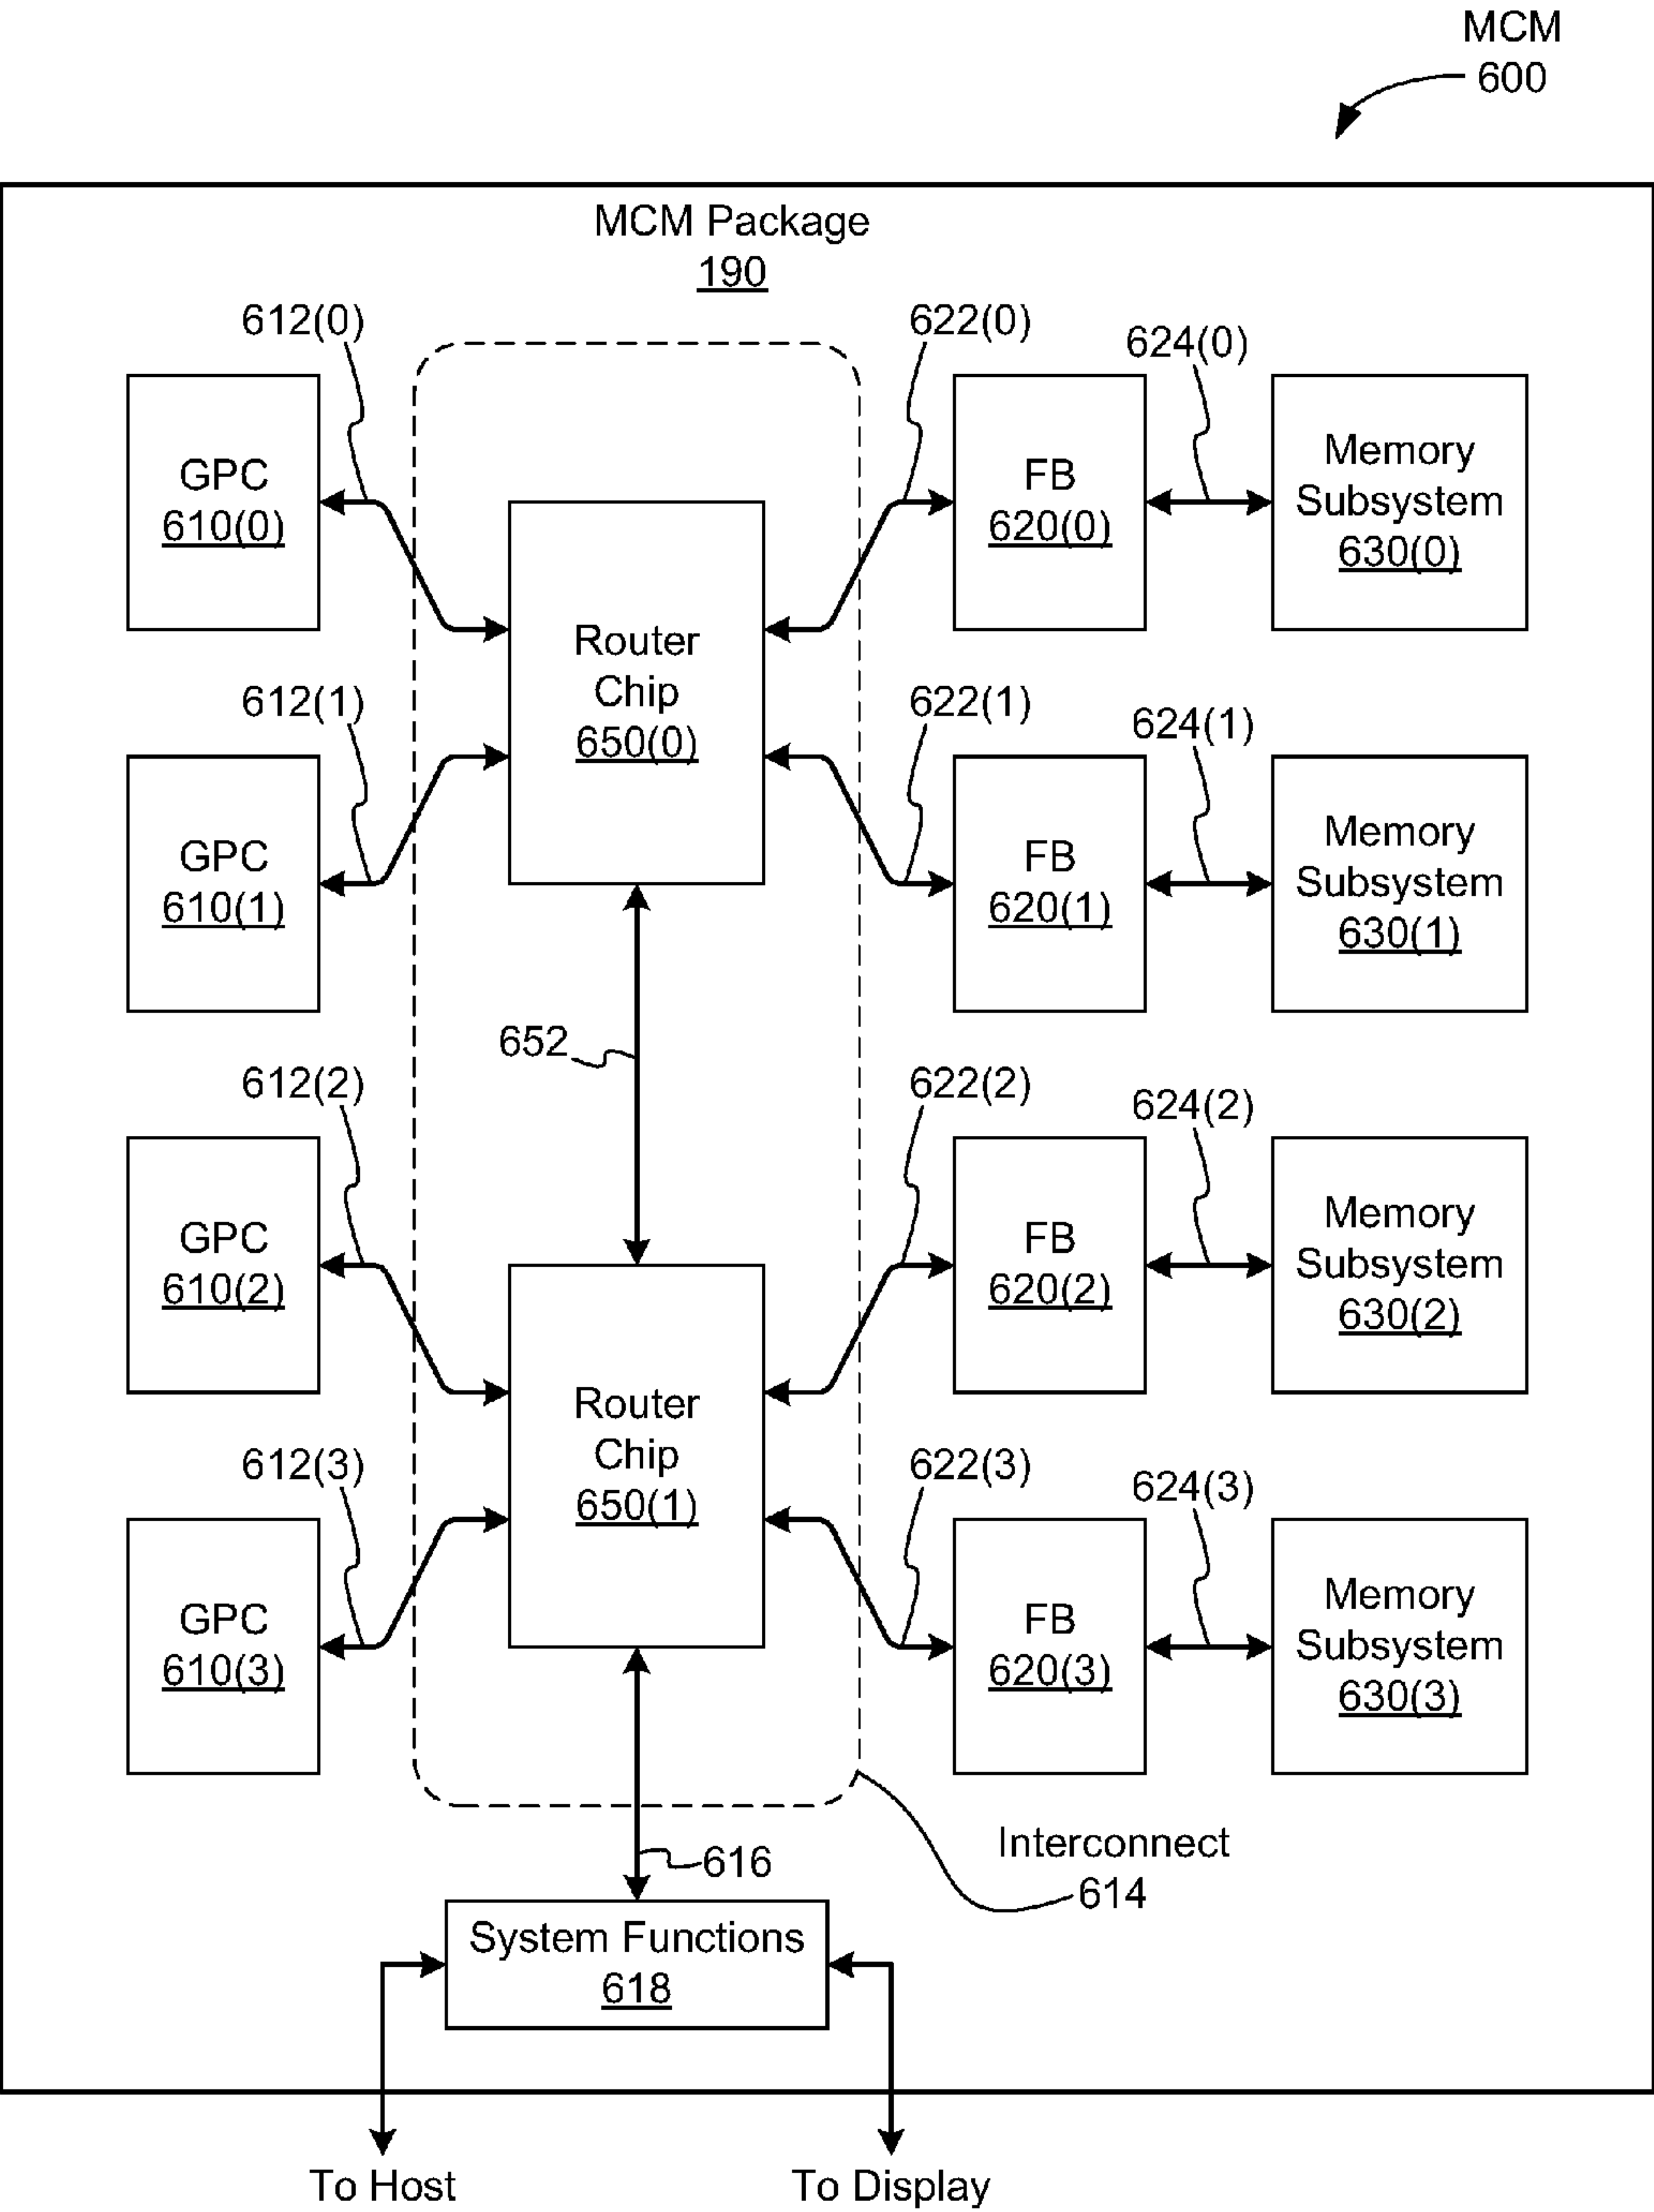 MCM
600
MCM Package
190
612(0)
622(0)
624(0)
GPC
610(0)
Router
Chip
650(0)
FB
620(0)
Memory
Subsystem
630(0)
612(1)
622(1)
624(1)
GPC
610(1)
FB
620(1)
Memory
Subsystem
630(1)
652
612(2)
622(2)
624(2)
GPC
610(2)
Router
Chip
650(1)
FB
620(2)
Memory
Subsystem
630(2)
612(3)
622(3)
624(3)
GPC
610(3)
FB
620(3)
Memory
Subsystem
630(3)
616
Interconnect
614
System Functions
618
To Host
To Display